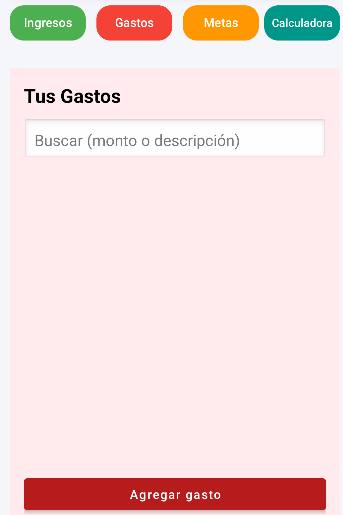 Ingresos Gastos Metas Calculadora
Tus Gastos
Buscar (monto o descripción)
Agregar gasto